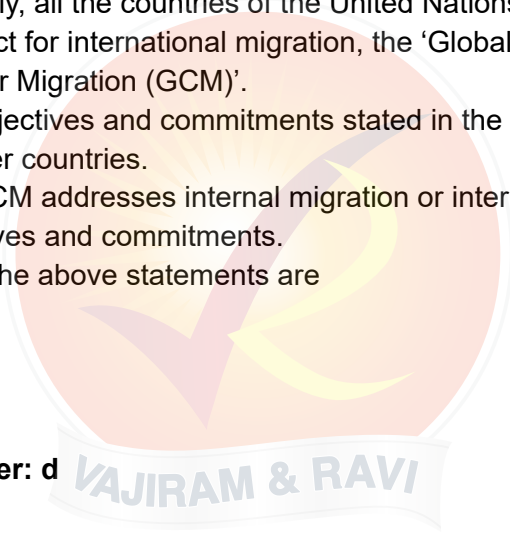 ly, all the countries of the United Nations
ct for international migration, the ‘Global
r Migration (GCM)’.
jectives and commitments stated in the
er countries.
CM addresses internal migration or inter
ves and commitments.
he above statements are
er: d
VAJIRAM & RAVI